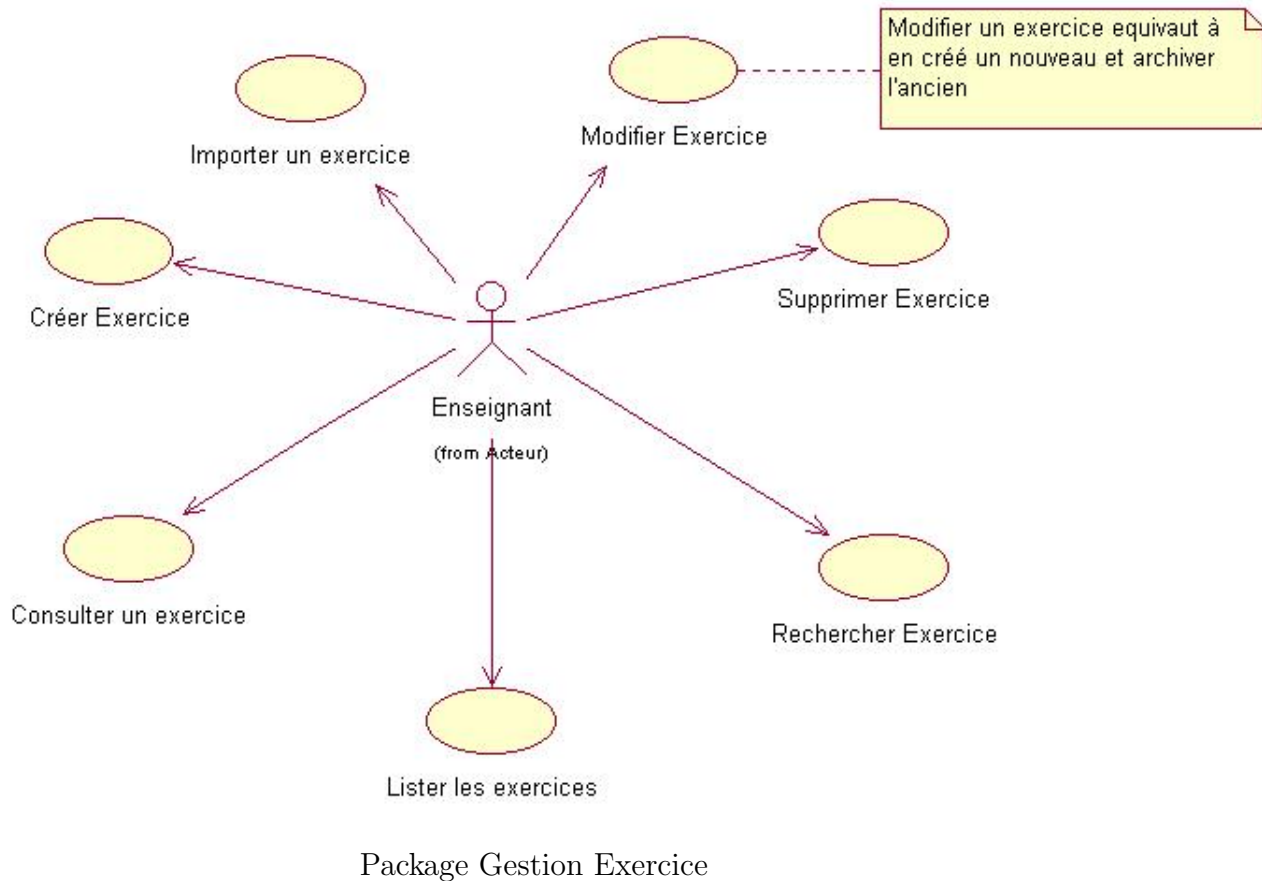 Modifier un exercice equivaut à
en créé un nouveau et archiver
l'ancien
Modifier Exercice
Importer un exercice
Supprimer Exercice
Créer Exercice
Enseignant
(from Acteur)
Consulter un exercice
Rechercher Exercice
Lister les exercices
Package Gestion Exercice